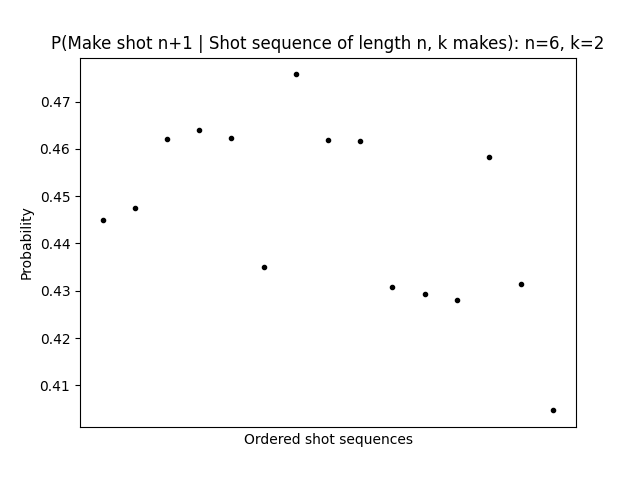 P(Make shot n+1 | Shot sequence of length n, k makes): n=6, k=2
0.47
0.46
0.45
0.44
0.43
0.42
0.41
Probability
Ordered shot sequences